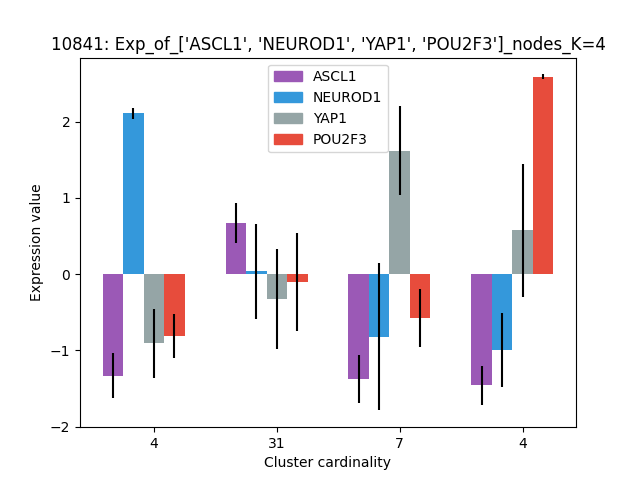 10841: Exp_of_['ASCL1', 'NEUROD1', 'YAP1', 'POU2F3']_nodes_K=4
ASCL1
NEUROD1
YAP1
POU2F3
Expression value
2
1
0
−1
−2
4 31 7 4
Cluster cardinality